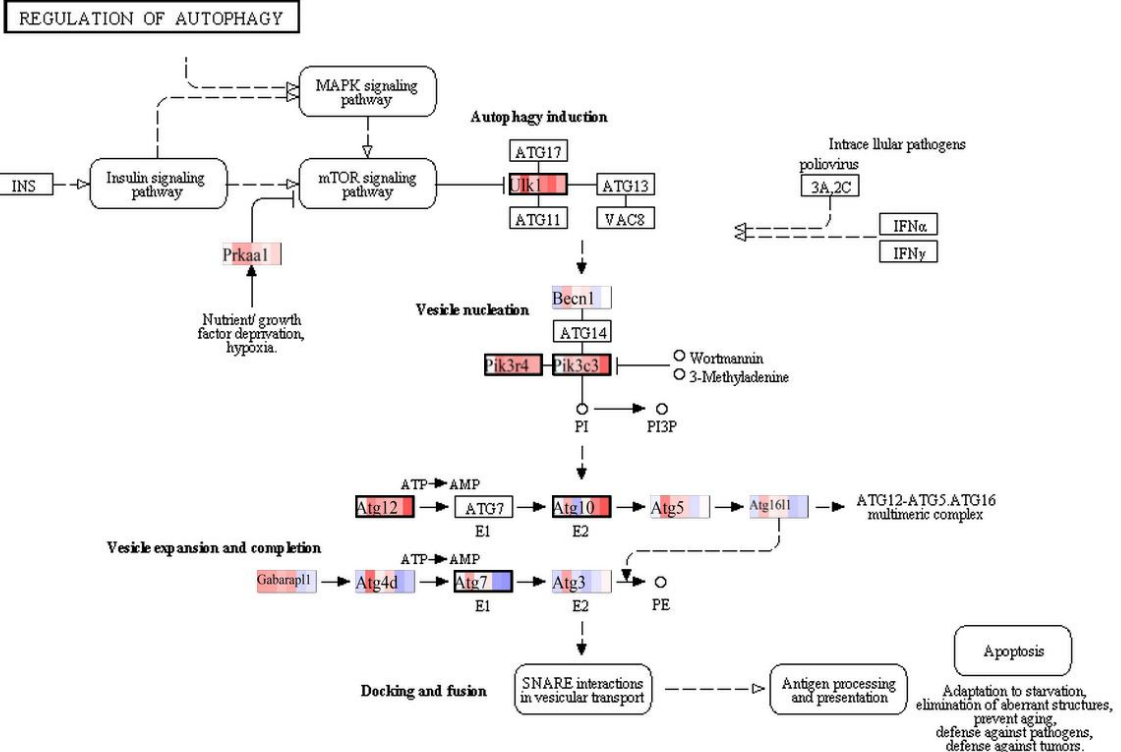 REGULATION OF AUTOPHAGY
MAPK signaling
pathway
Autophagy induction
ATG17
Intrace llular pathogens
poliovirus
INS
Insulin signaling
pathway
mTOR signaling
pathway
Ulk1
ATG13
3A,2C
ATG11
VAC8
IFNα
IFNγ
Prkaa1
Nutrient/ growth
factor deprivation,
hypoxia.
Becn1
Vesicle nucleation
ATG14
Pik3r4
Pik3c3
Wortmannin
3-Methyladenine
PI
PI3P
ATP
AMP
Atg12
ATG7
Atg10
Atg5
Atg16l1
ATG12-ATG5.ATG16
multimeric complex
E1
E2
Vesicle expansion and completion
ATP
AMP
Gabarapl1
Atg4d
Atg7
Atg3
E1
E2
PE
Docking and fusion
SNARE interactions
in vesicular transport
Antigen processing
and presentation
Apoptosis
Adaptation to starvation,
elimination of aberrant structures,
prevent aging,
defense against pathogens,
defense against tumors.